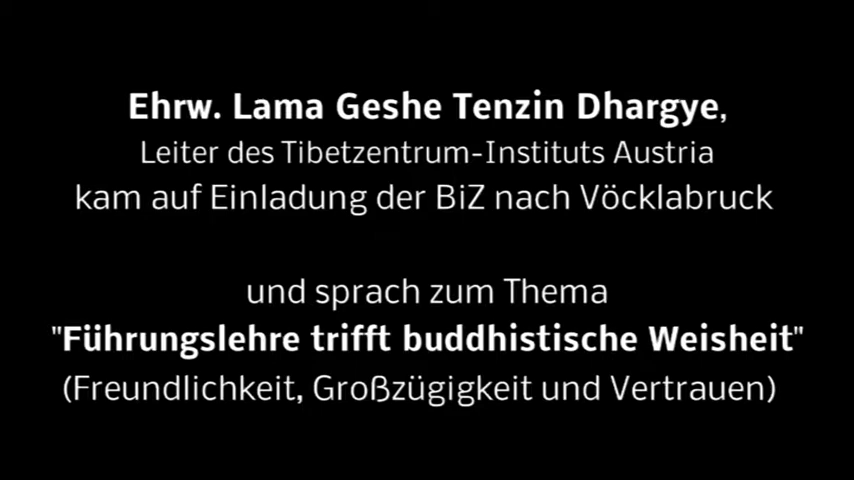 Ehrw. Lama Geshe Tenzin Dhargye,
Leiter des Tibetzentrum-Instituts Austria
kam auf Einladung der BiZ nach Vöcklabruck
und sprach zum Thema
"Führungslehre trifft buddhistische Weisheit"
(Freundlichkeit, Großzügigkeit und Vertrauen)